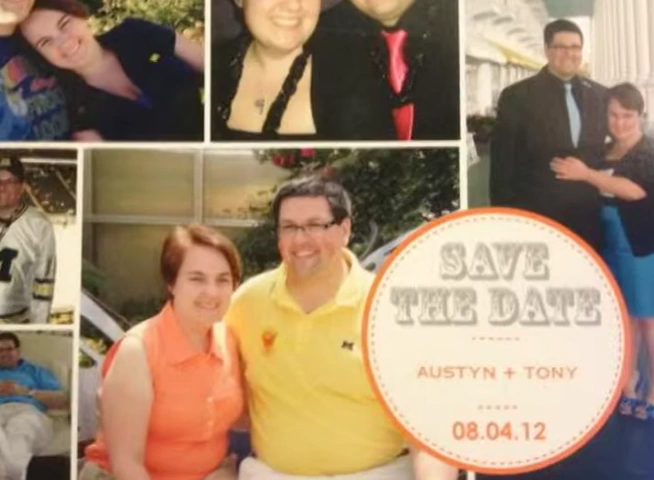 SAVE
THE DATE
AUSTYN + TONY
08.04.12
M